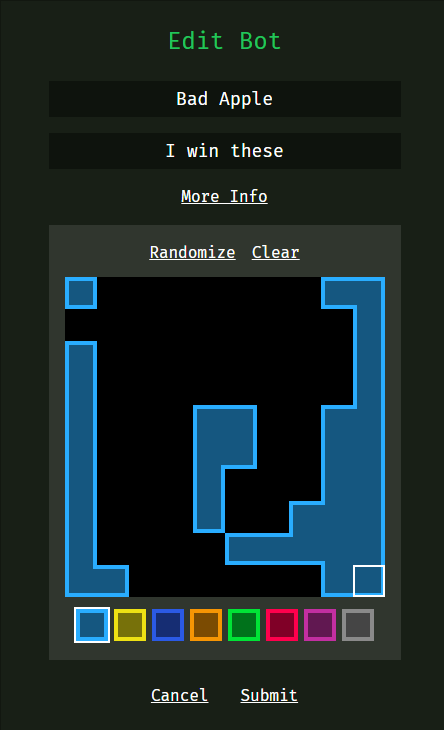 Edit Bot
Bad Apple
I win these
More Info
Randomize Clear
Cancel Submit